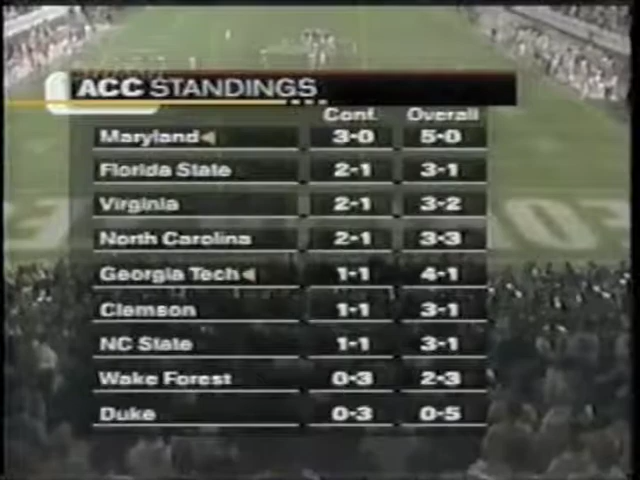 ACC STANDINGS
Conf. Overall
Maryland 3-0 5-0
Florida State 2-1 3-1
Virginia 2-1 3-2
North Carolina 2-1 3-3
Georgia Tech 1-1 4-1
Clemson 1-1 3-1
NC State 1-1 3-1
Wake Forest 0-3 2-3
Duke 0-3 0-5